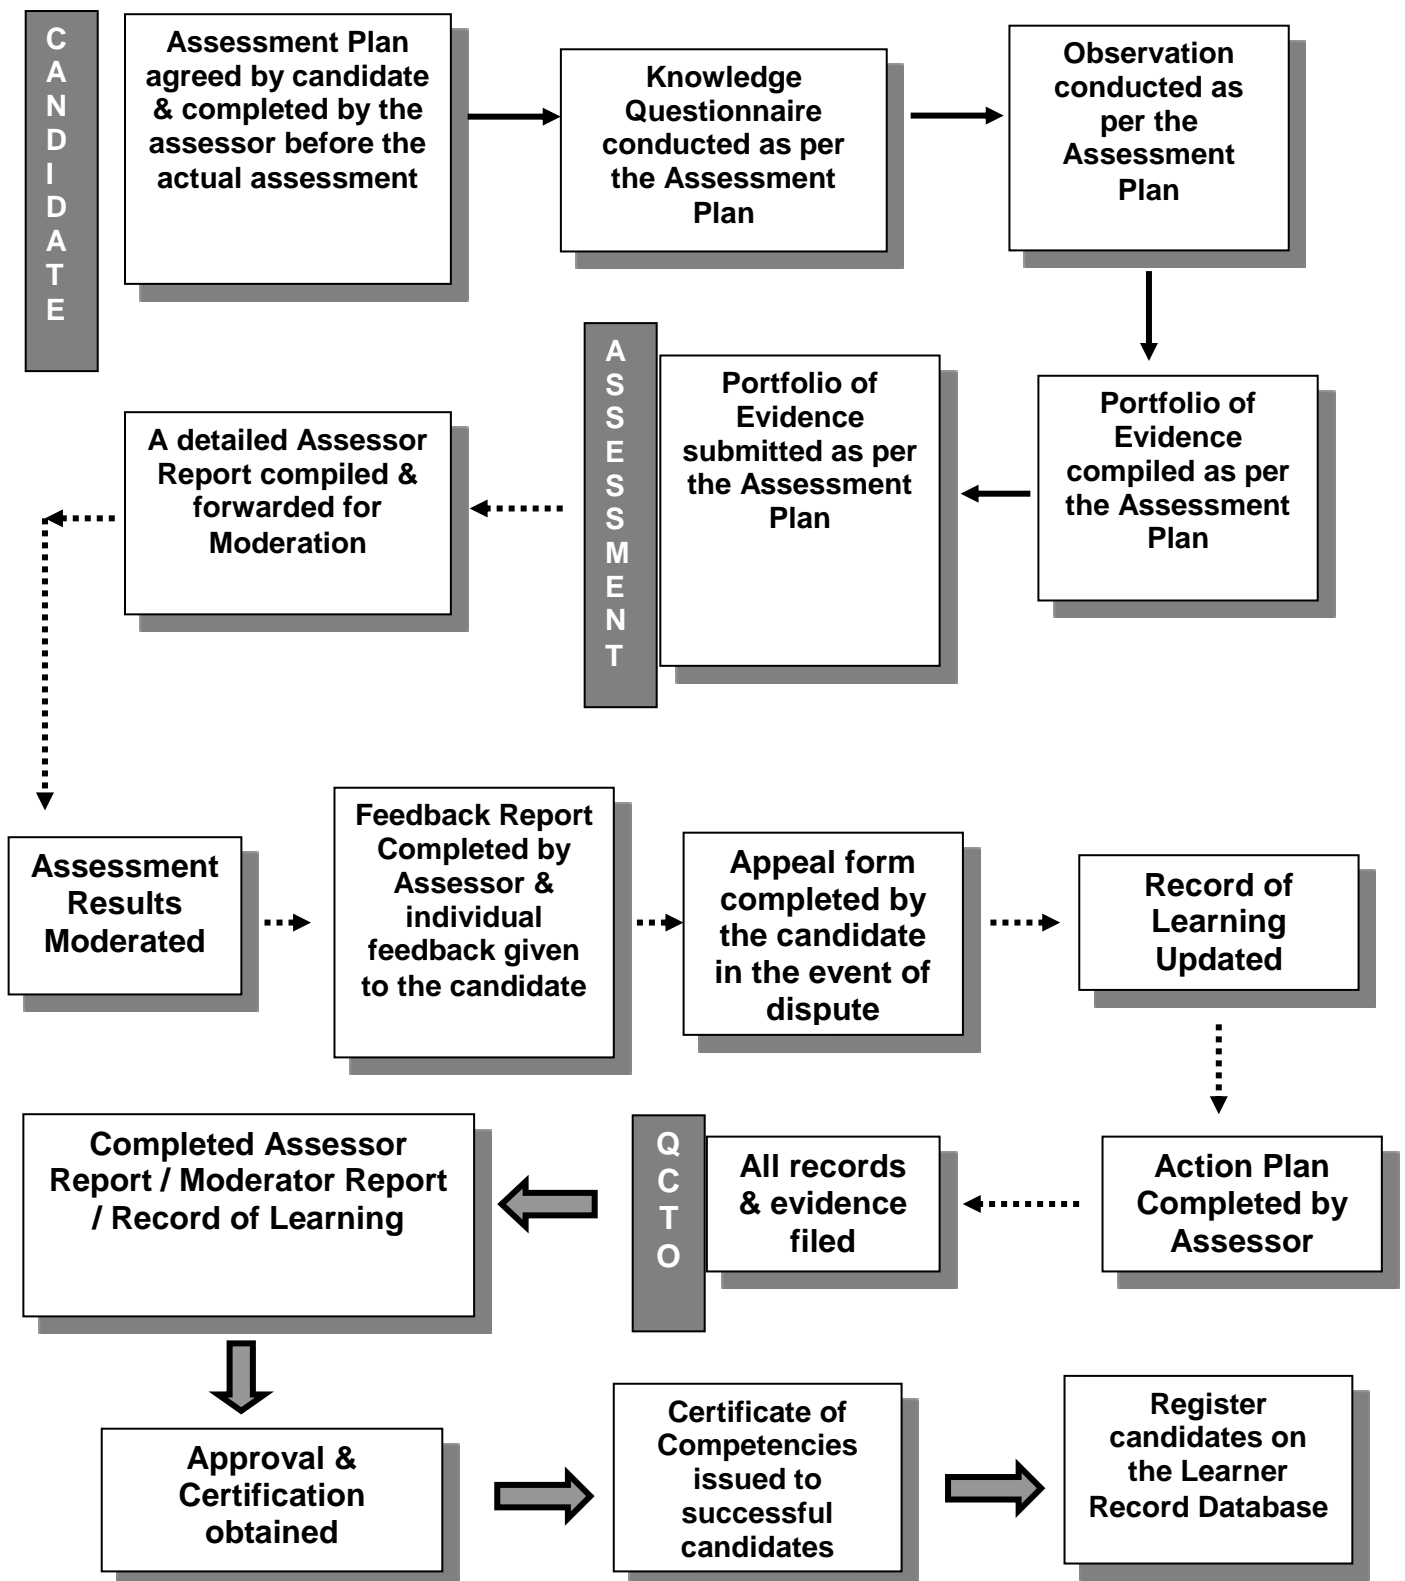 CANDIDATE
Assessment Plan
agreed by candidate
& completed by the
assessor before the
actual assessment
Knowledge
Questionnaire
conducted as per
the Assessment
Plan
Observation
conducted as
per the
Assessment
Plan
Portfolio of
Evidence
compiled as per
the Assessment
Plan
ASSESSMENT
Portfolio of
Evidence
submitted as per
the Assessment
Plan
A detailed Assessor
Report compiled &
forwarded for
Moderation
Assessment
Results
Moderated
Feedback Report
Completed by
Assessor &
individual
feedback given
to the candidate
Appeal form
completed by
the candidate
in the event of
dispute
Record of
Learning
Updated
Action Plan
Completed by
Assessor
QCTO
All records
& evidence
filed
Completed Assessor
Report / Moderator Report
/ Record of Learning
Approval &
Certification
obtained
Certificate of
Competencies
issued to
successful
candidates
Register
candidates on
the Learner
Record Database